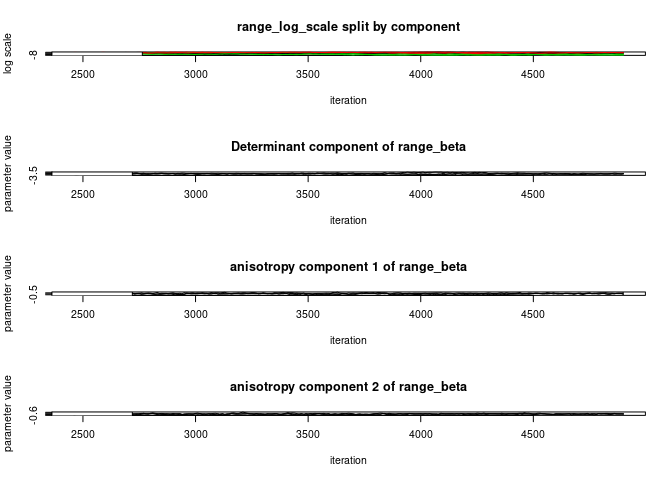 range_log_scale split by component
log scale
-8
2500 3000 3500 4000 4500
iteration
Determinant component of range_beta
parameter value
-3.5
2500 3000 3500 4000 4500
iteration
anisotropy component 1 of range_beta
parameter value
-0.5
2500 3000 3500 4000 4500
iteration
anisotropy component 2 of range_beta
parameter value
-0.6
2500 3000 3500 4000 4500
iteration